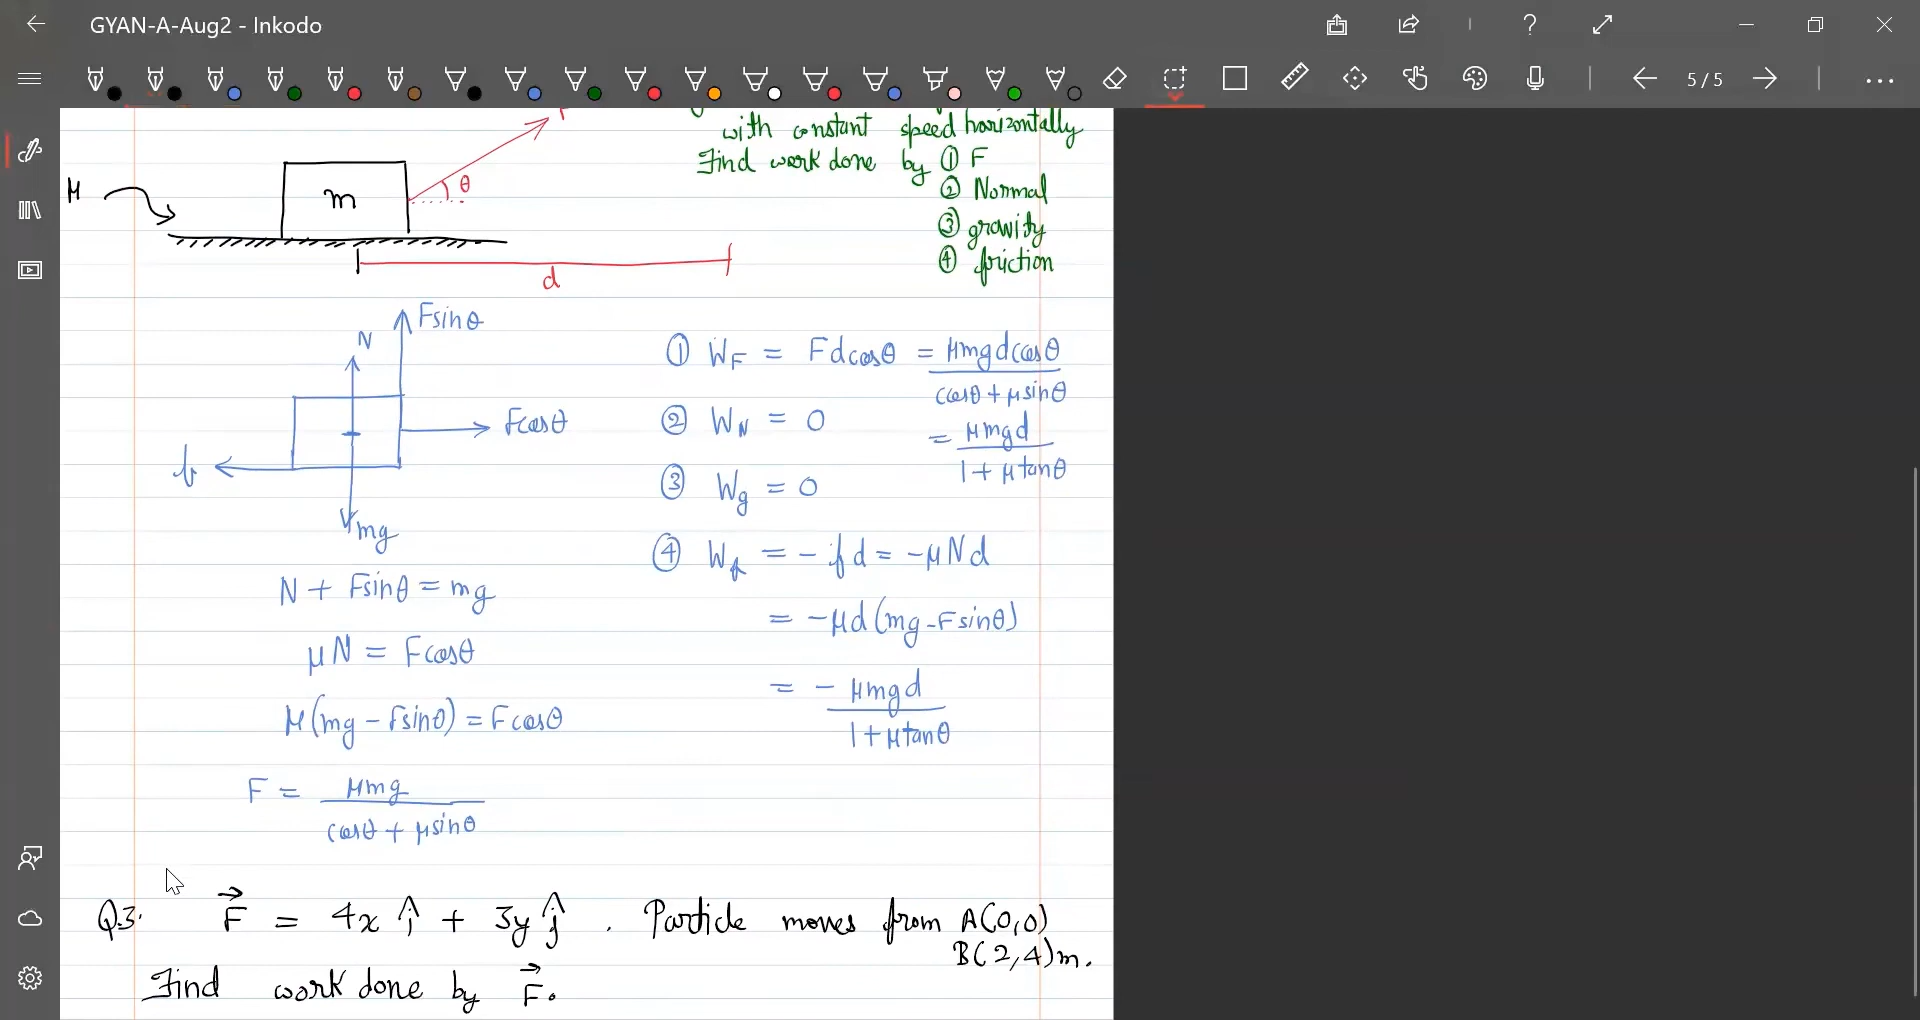 GYAN-A-Aug2 - Inkodo
5/5
with constant speed horizontally
Find work done by ① F
② Normal
③ gravity
④ friction
μ
m
θ
d
N
Fsinθ
Fcosθ
f
mg
N + Fsinθ = mg
μN = Fcosθ
μ(mg - Fsinθ) = Fcosθ
F = μmg / (cosθ + μsinθ)
① W_F = Fdcosθ = μmgdcosθ / (cosθ + μsinθ)
= μmgd / (1 + μtanθ)
② W_N = 0
③ W_g = 0
④ W_f = - fd = -μNd
= -μd(mg - Fsinθ)
= - μmgd / (1 + μtanθ)
Q.3. F⃗ = 4x î + 3y ĵ . Particle moves from A(0,0)
B(2,4)m.
Find work done by F⃗.